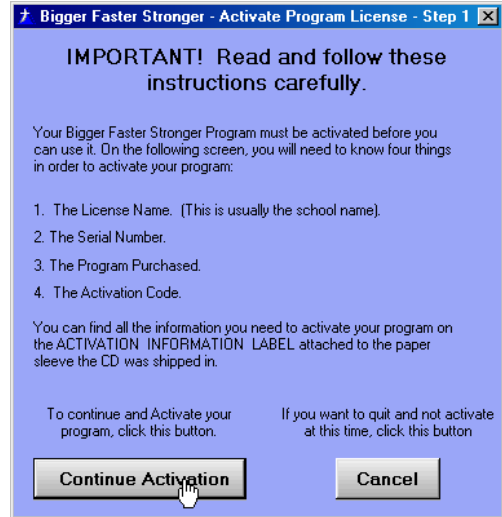 Bigger Faster Stronger - Activate Program License - Step 1
IMPORTANT! Read and follow these
instructions carefully.
Your Bigger Faster Stronger Program must be activated before you
can use it. On the following screen, you will need to know four things
in order to activate your program:
1. The License Name. (This is usually the school name).
2. The Serial Number.
3. The Program Purchased.
4. The Activation Code.
You can find all the information you need to activate your program on
the ACTIVATION INFORMATION LABEL attached to the paper
sleeve the CD was shipped in.
To continue and Activate your
program, click this button.
If you want to quit and not activate
at this time, click this button
Continue Activation
Cancel